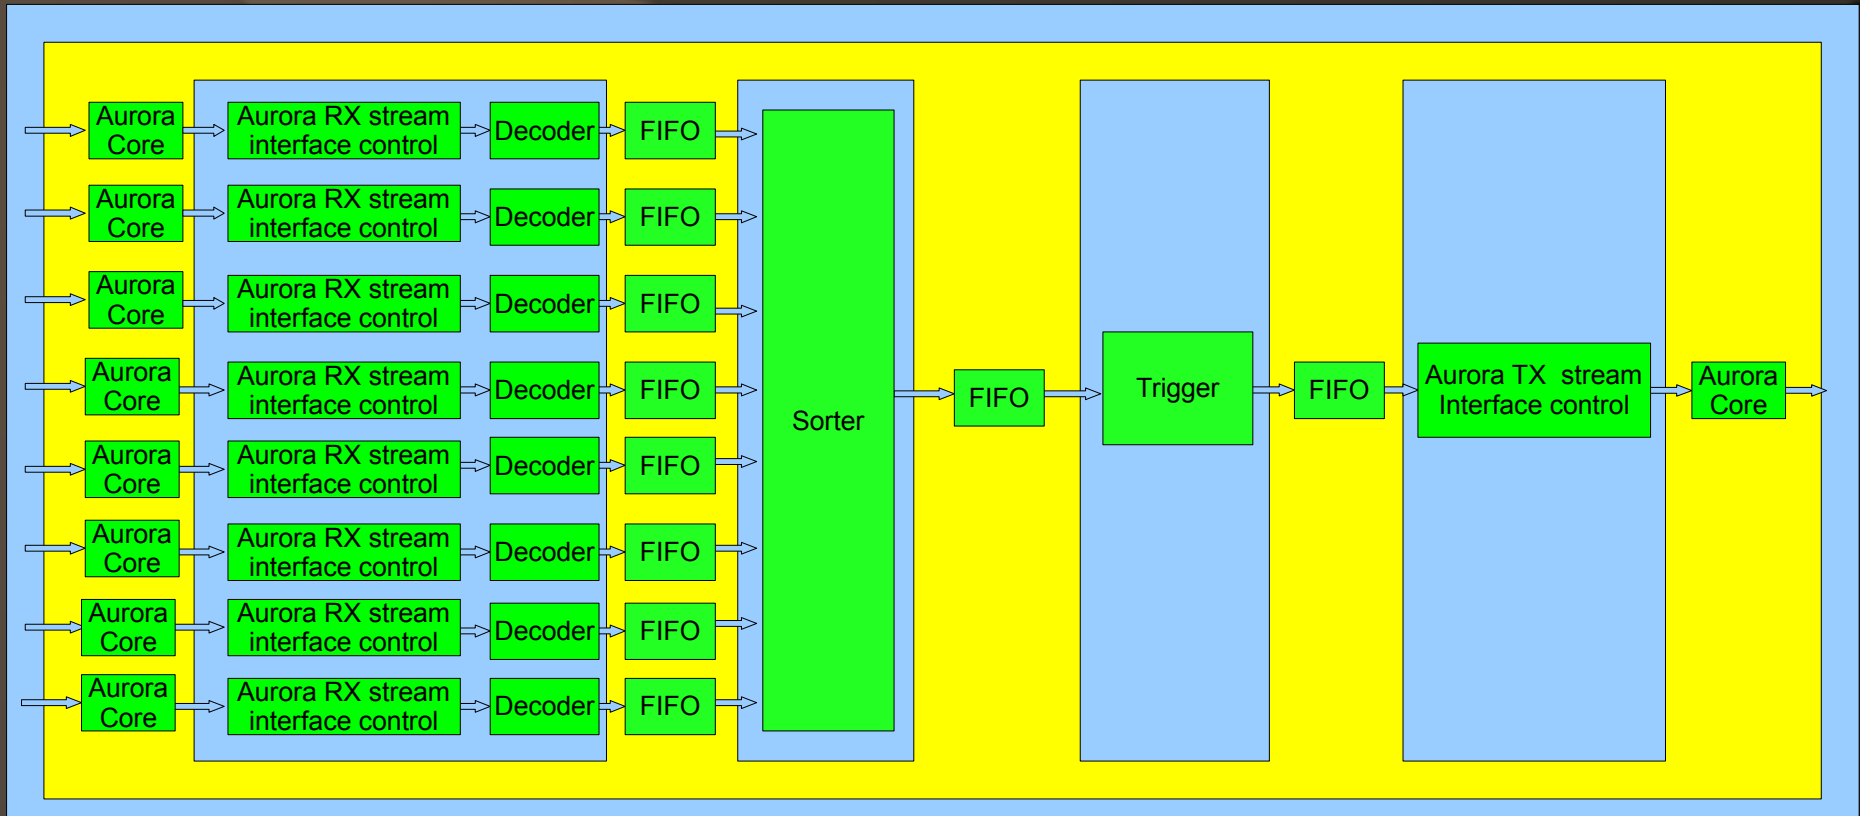 Aurora
Core
Aurora RX stream
interface control
Decoder
FIFO
Aurora
Core
Aurora RX stream
interface control
Decoder
FIFO
Aurora
Core
Aurora RX stream
interface control
Decoder
FIFO
Aurora
Core
Aurora RX stream
interface control
Decoder
FIFO
Aurora
Core
Aurora RX stream
interface control
Decoder
FIFO
Aurora
Core
Aurora RX stream
interface control
Decoder
FIFO
Aurora
Core
Aurora RX stream
interface control
Decoder
FIFO
Aurora
Core
Aurora RX stream
interface control
Decoder
FIFO
Sorter
FIFO
Trigger
FIFO
Aurora TX  stream
Interface control
Aurora
Core